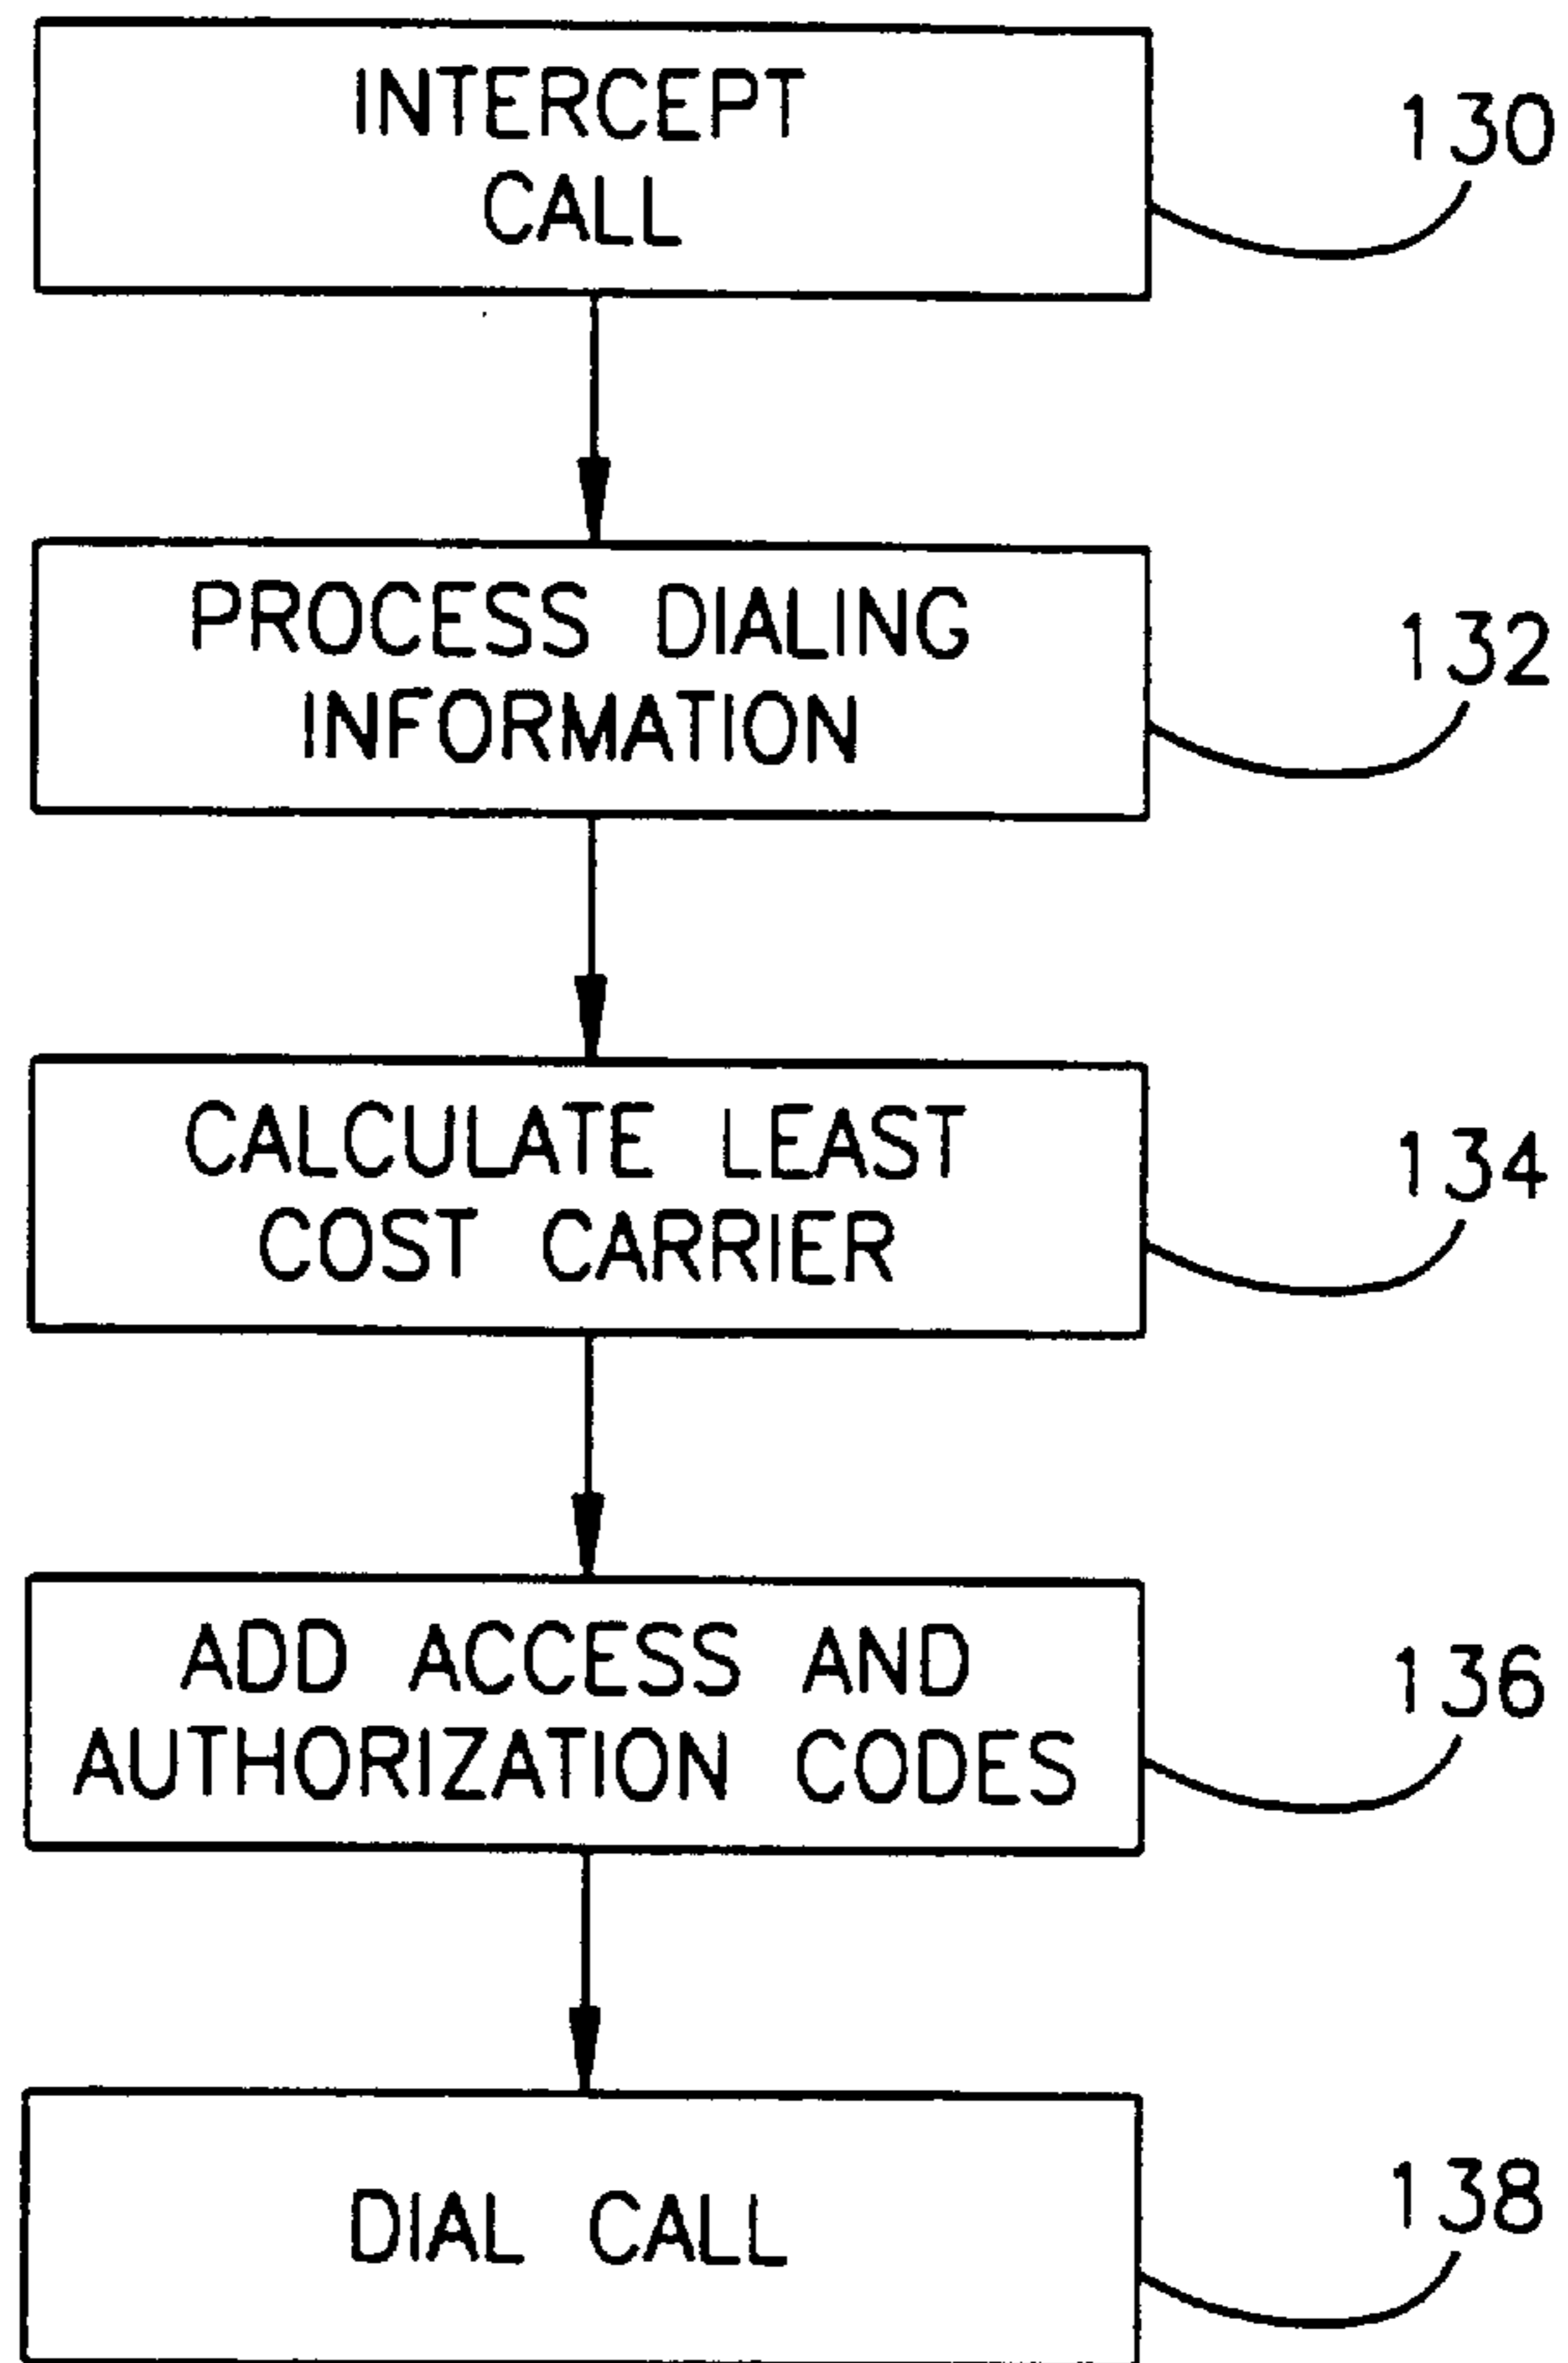 INTERCEPT
CALL
130
PROCESS DIALING
INFORMATION
132
CALCULATE LEAST
COST CARRIER
134
ADD ACCESS AND
AUTHORIZATION CODES
136
DIAL CALL
138